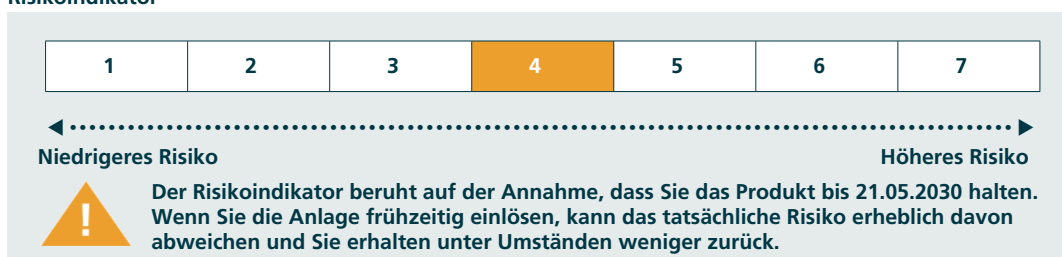 Risikoindikator
1 2 3 4 5 6 7
Niedrigeres Risiko Höheres Risiko
Der Risikoindikator beruht auf der Annahme, dass Sie das Produkt bis 21.05.2030 halten.
! Wenn Sie die Anlage frühzeitig einlösen, kann das tatsächliche Risiko erheblich davon
abweichen und Sie erhalten unter Umständen weniger zurück.